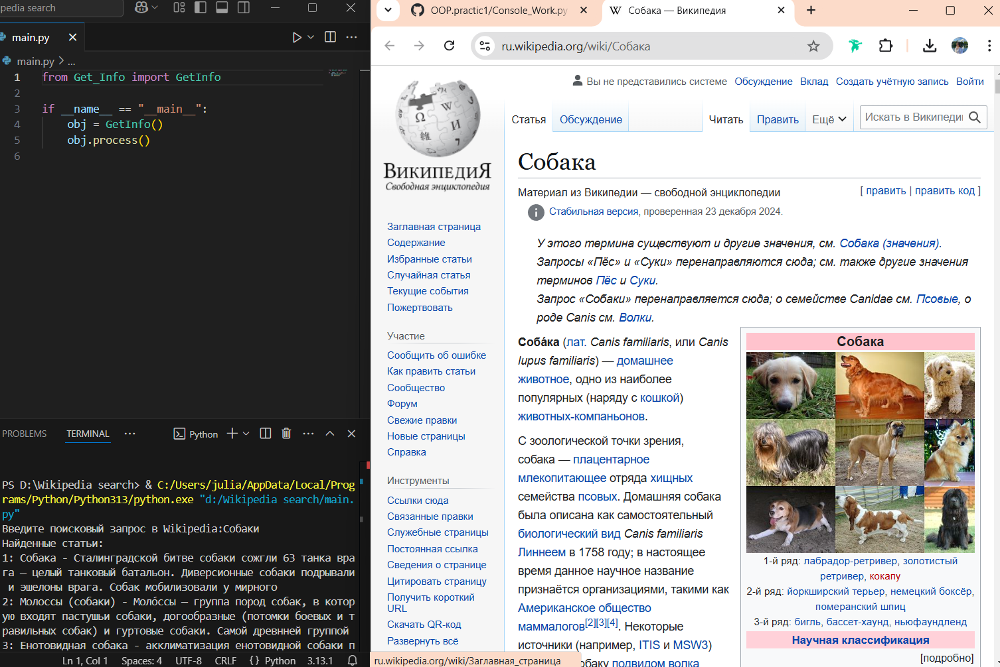 pedia search
main.py
main.py > ...
1 from Get_Info import GetInfo
2
3 if __name__ == "__main__":
4 obj = GetInfo()
5 obj.process()
6
PROBLEMS TERMINAL ... Python
PS D:\Wikipedia search> & C:/Users/julia/AppData/Local/Prog
rams/Python/Python313/python.exe "d:/Wikipedia search/main.
py"
Введите поисковый запрос в Wikipedia:Собаки
Найденные статьи:
1: Собака - Сталинградской битве собаки сожгли 63 танка вра
га — целый танковый батальон. Диверсионные собаки подрывали
и эшелоны врага. Собак мобилизовали у мирного
2: Молоссы (собаки) - Моло́ссы — группа пород собак, в котор
ую входят пастушьи собаки, догообразные (потомки боевых и т
равильных собак) и гуртовые собаки. Самой древнней группой
3: Енотовидная собака - акклиматизация енотовидной собаки п
Ln 1, Col 1 Spaces: 4 UTF-8 CRLF {} Python 3.13.1
OOP.practic1/Console_Work.py
Собака — Википедия
ru.wikipedia.org/wiki/Собака
Вы не представились системе Обсуждение Вклад Создать учётную запись Войти
Статья Обсуждение Читать Править Ещё Искать в Википеди
ВИКИПЕДИЯ
Свободная энциклопедия
Заглавная страница
Содержание
Избранные статьи
Случайная статья
Текущие события
Пожертвовать
Участие
Сообщить об ошибке
Как править статьи
Сообщество
Форум
Свежие правки
Новые страницы
Справка
Инструменты
Ссылки сюда
Связанные правки
Служебные страницы
Постоянная ссылка
Сведения о странице
Цитировать страницу
Получить короткий
URL
Скачать QR-код
Развернуть всё
ru.wikipedia.org/wiki/Заглавная_страница
Собака
Материал из Википедии — свободной энциклопедии
[ править | править код ]
Стабильная версия, проверенная 23 декабря 2024.
У этого термина существуют и другие значения, см. Собака (значения).
Запросы «Пёс» и «Суки» перенаправляются сюда; см. также другие значения
терминов Пёс и Суки.
Запрос «Собаки» перенаправляется сюда; о семействе Canidae см. Псовые, о
роде Canis см. Волки.
Соба́ка (лат. Canis familiaris, или Canis
lupus familiaris) — домашнее
животное, одно из наиболее
популярных (наряду с кошкой)
животных-компаньонов.
С зоологической точки зрения,
собака — плацентарное
млекопитающее отряда хищных
семейства псовых. Домашняя собака
была описана как самостоятельный
биологический вид Canis familiaris
Линнеем в 1758 году; в настоящее
время данное научное название
признаётся организациями, такими как
Американское общество
маммалогов[2][3][4]. Некоторые
источники (например, ITIS и MSW3)
обаку подвидом волка
Собака
1-й ряд: лабрадор-ретривер, золотистый
ретривер, кокапу
2-й ряд: йоркширский терьер, немецкий боксёр,
померанский шпиц
3-й ряд: бигль, бассет-хаунд, ньюфаундленд
Научная классификация
[подробно]